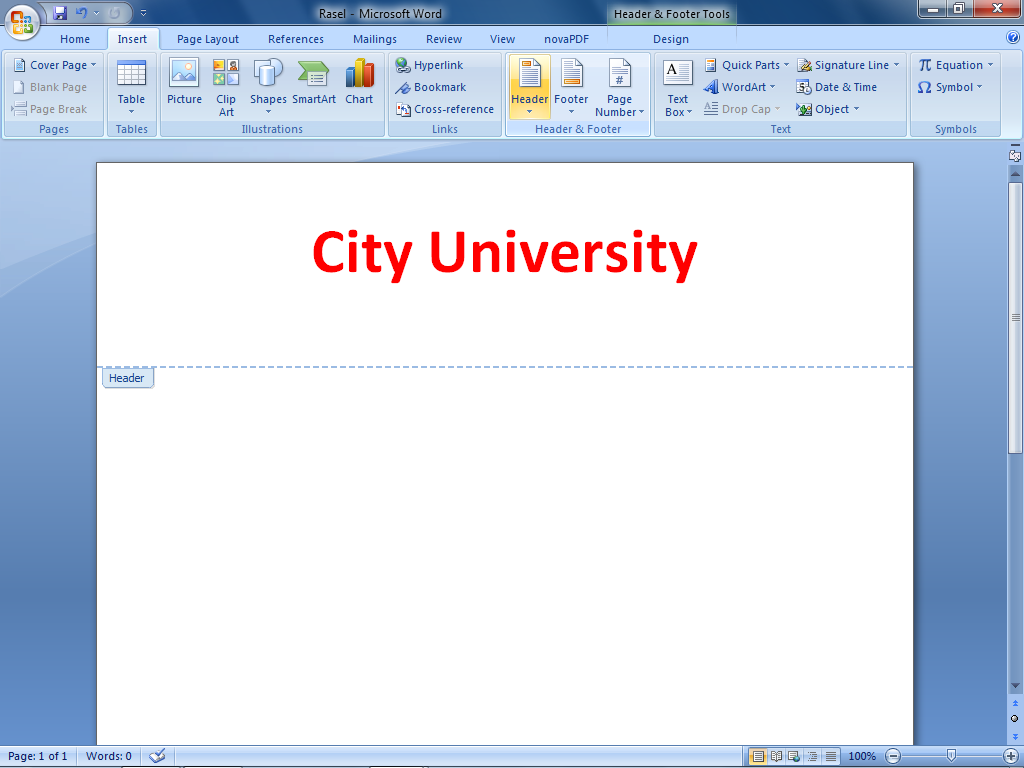 Rasel - Microsoft Word
Header & Footer Tools
Home Insert Page Layout References Mailings Review View novaPDF Design
Cover Page
Blank Page
Page Break
Pages
Table
Tables
Picture
Clip Art
Shapes
SmartArt
Chart
Illustrations
Hyperlink
Bookmark
Cross-reference
Links
Header
Footer
Page Number
Header & Footer
Text Box
Quick Parts
WordArt
Drop Cap
Signature Line
Date & Time
Object
Text
Equation
Symbol
Symbols
City University
Header
Page: 1 of 1 Words: 0 100%